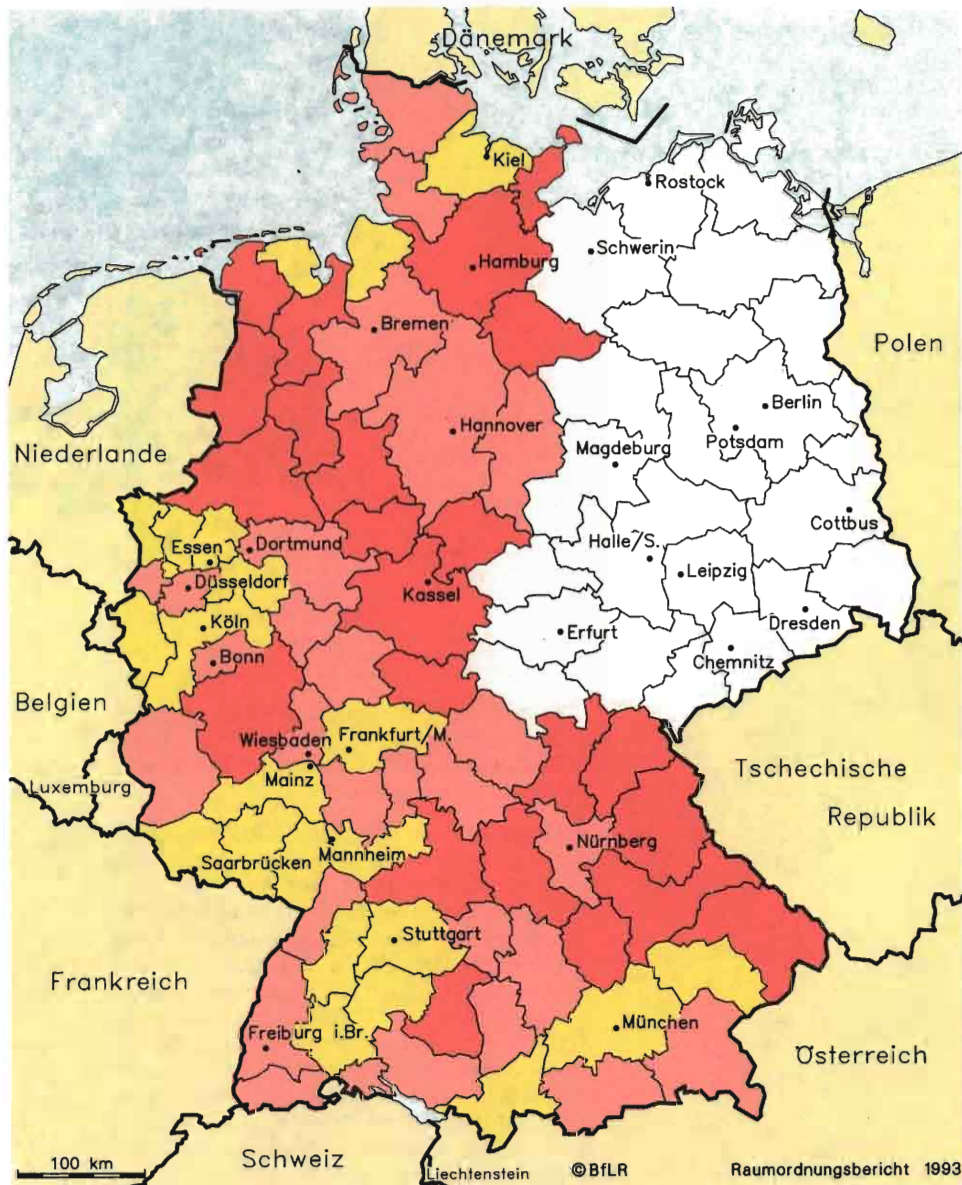 Dänemark
Kiel
Rostock
Schwerin
Hamburg
Bremen
Polen
Berlin
Hannover
Potsdam
Niederlande
Magdeburg
Cottbus
Essen
Dortmund
Halle/S.
Leipzig
Düsseldorf
Kassel
Köln
Erfurt
Dresden
Bonn
Chemnitz
Belgien
Wiesbaden
Frankfurt/M.
Mainz
Luxemburg
Tschechische
Republik
Nürnberg
Mannheim
Saarbrücken
Stuttgart
Frankreich
München
Freiburg i.Br.
Österreich
100 km
Schweiz
Liechtenstein
©BfLR
Raumordnungsbericht 1993